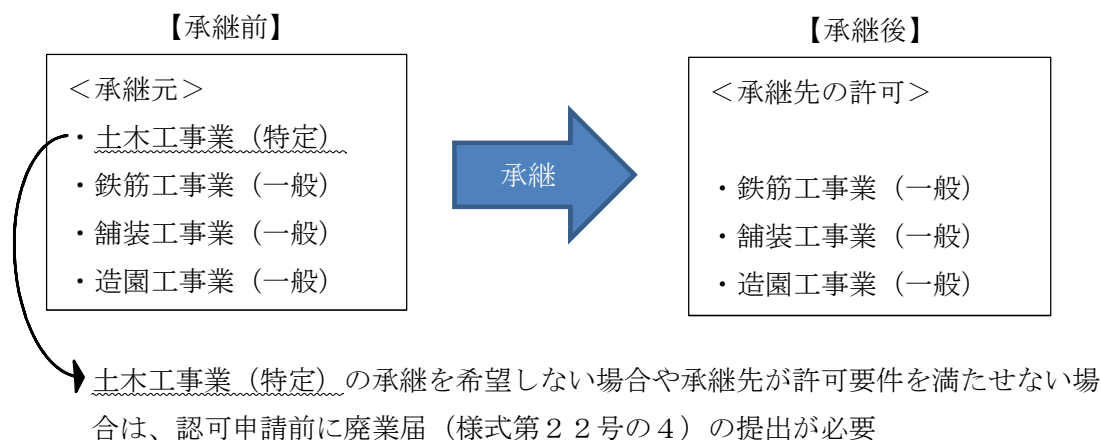 【承継前】
<承継元>
・土木工事業（特定）
・鉄筋工事業（一般）
・舗装工事業（一般）
・造園工事業（一般）
承継
【承継後】
<承継先の許可>
・鉄筋工事業（一般）
・舗装工事業（一般）
・造園工事業（一般）
土木工事業（特定）の承継を希望しない場合や承継先が許可要件を満たせない場
合は、認可申請前に廃業届（様式第２２号の４）の提出が必要